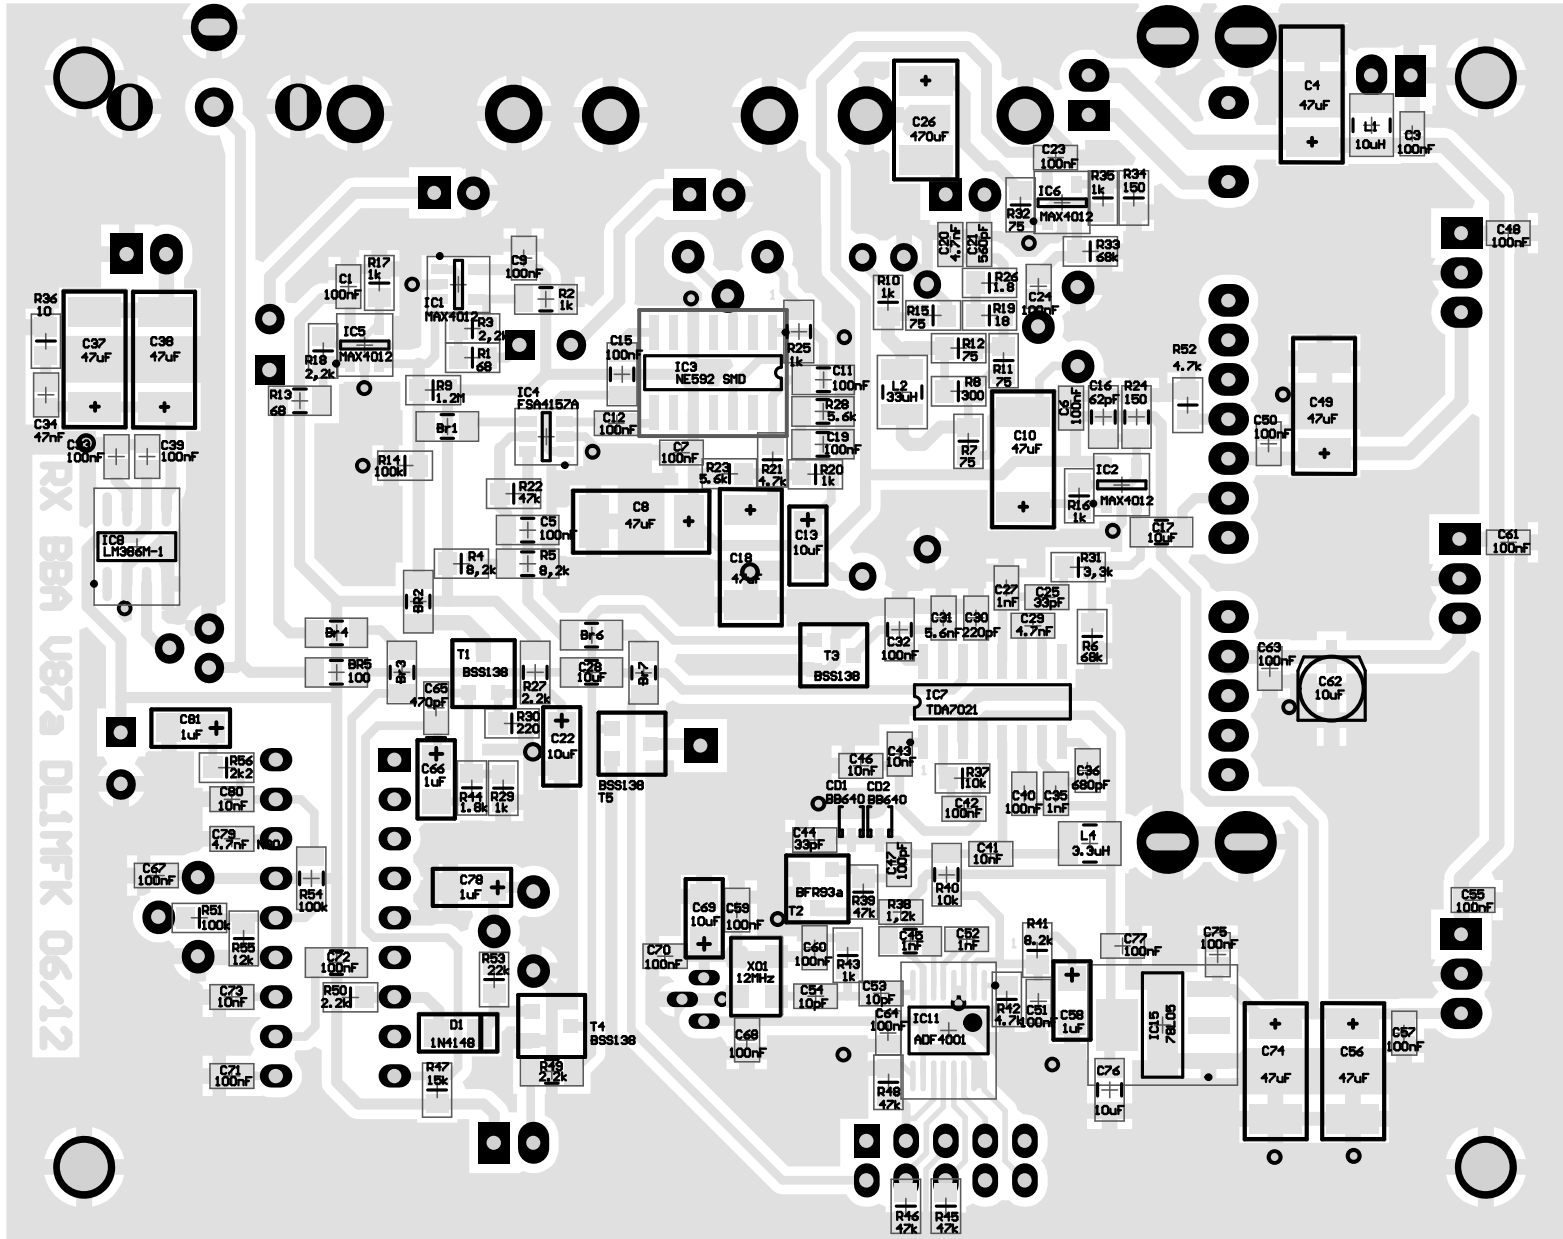 C26
470uF
C4
47uF
L1
10uH
C3
100nF
C23
100nF
IC6
MAX4012
R35
1k
R34
150
R32
75
C20
4.7nF
C21
560pF
R33
68k
C48
100nF
R36
10
C37
47uF
C38
47uF
C34
47nF
C39
100nF
100nF
IC8
LM386M-1
C1
100nF
R17
1k
IC1
MAX4012
C9
100nF
R2
1k
IC5
MAX4012
R18
2,2k
R3
2,2k
R1
68
R13
68
R9
1.2M
Br1
R14
100k
IC4
FSA4157A
C15
100nF
C12
100nF
IC3
NE592 SMD
1
R25
1k
C11
100nF
R28
5.6k
C19
100nF
R20
1k
C7
100nF
R23
5.6k
R21
4.7k
R10
1k
R15
75
R26
1.8
R19
18
C24
100nF
R12
75
R11
75
L2
33uH
R8
300
R7
75
C10
47uF
C6
100nF
C16
62pF
R24
150
R52
4.7k
C50
100nF
C49
47uF
IC2
MAX4012
R16
1k
C17
10uF
C61
100nF
R22
47k
C5
100nF
R4
8,2k
R5
8,2k
C8
47uF
C18
47uF
C13
10uF
BR2
R31
3,3k
C27
1nF
C25
33pF
C31
5.6nF
C30
220pF
C29
4.7nF
C32
100nF
R6
68k
Br4
BR5
100
Br3
T1
BSS138
R27
2.2k
Br6
C28
10uF
Br7
T3
BSS138
IC7
TDA7021
C63
100nF
C62
10uF
C65
470pF
R30
220
C22
10uF
BSS138
T5
C81
1uF
R56
2k2
C80
10nF
C79
4.7nF
C66
1uF
R44
1.8k
R29
1k
C43
10nF
C46
10nF
CD1
BB640
CD2
BB640
R37
10k
C42
100nF
C40
100nF
C35
1nF
C36
680pF
1
L4
3.3uH
C44
33pF
C47
100pF
C41
10nF
C67
100nF
R54
100k
C78
1uF
BFR93a
T2
R39
47k
R40
10k
R38
1,2k
C55
100nF
R51
100k
R55
12k
C69
10uF
C59
100nF
C70
100nF
XO1
12MHz
C60
100nF
R43
1k
C45
1nF
C52
1nF
1
R41
8.2k
C77
100nF
C75
100nF
C72
100nF
R50
2.2k
R53
22k
C73
10nF
C54
10pF
C53
10pF
C64
100nF
IC11
ADF4001
R42
4.7k
C51
100nF
C58
1uF
IC15
78L05
C74
47uF
C56
47uF
C57
100nF
D1
1N4148
T4
BSS138
C68
100nF
R49
2.2k
C71
100nF
R47
15k
R48
47k
C76
10uF
R46
47k
R45
47k
RX BBA V87a DL1MFK 06/12